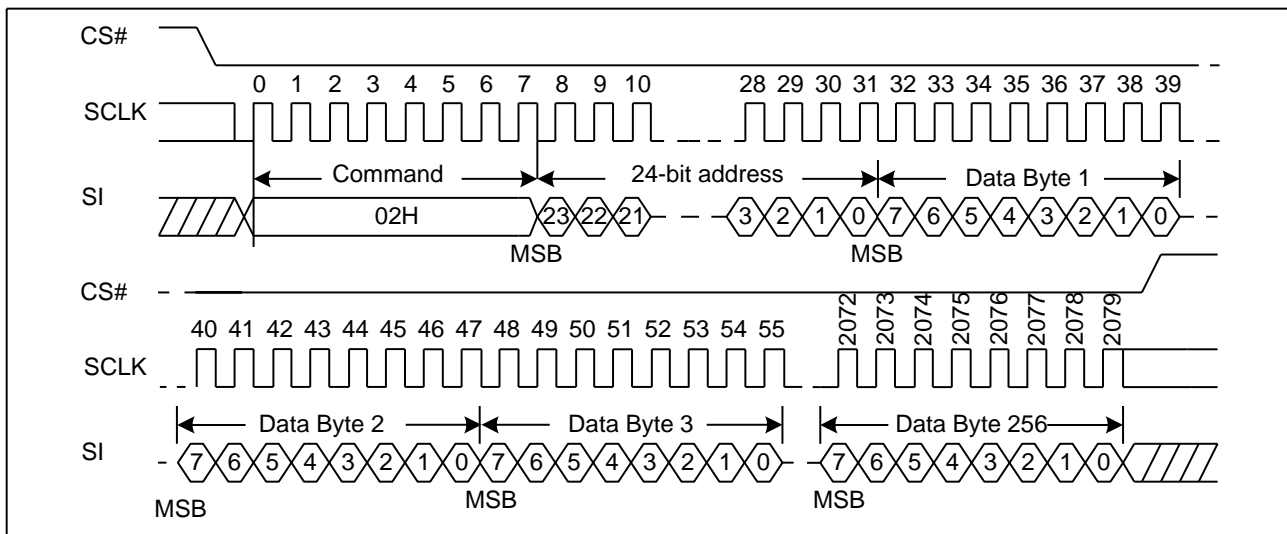 CS#
0 1 2 3 4 5 6 7 8 9 10 28 29 30 31 32 33 34 35 36 37 38 39
SCLK
Command 24-bit address Data Byte 1
SI
02H 23 22 21 3 2 1 0 7 6 5 4 3 2 1 0
MSB MSB
CS#
40 41 42 43 44 45 46 47 48 49 50 51 52 53 54 55 2072 2073 2074 2075 2076 2077 2078 2079
SCLK
Data Byte 2 Data Byte 3 Data Byte 256
SI
7 6 5 4 3 2 1 0 7 6 5 4 3 2 1 0 7 6 5 4 3 2 1 0
MSB MSB MSB